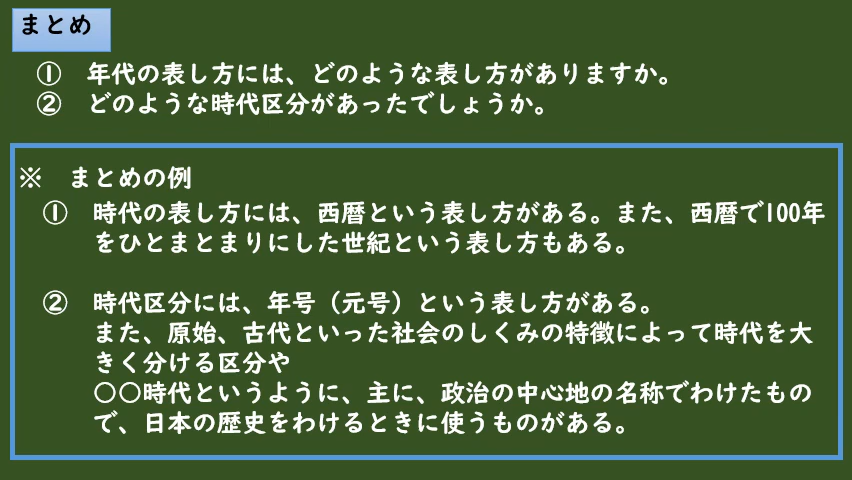 まとめ
① 年代の表し方には、どのような表し方がありますか。
② どのような時代区分があったでしょうか。
※ まとめの例
① 時代の表し方には、西暦という表し方がある。また、西暦で100年
をひとまとまりにした世紀という表し方もある。
② 時代区分には、年号（元号）という表し方がある。
また、原始、古代といった社会のしくみの特徴によって時代を大
きく分ける区分や
〇〇時代というように、主に、政治の中心地の名称でわけたもの
で、日本の歴史をわけるときに使うものがある。